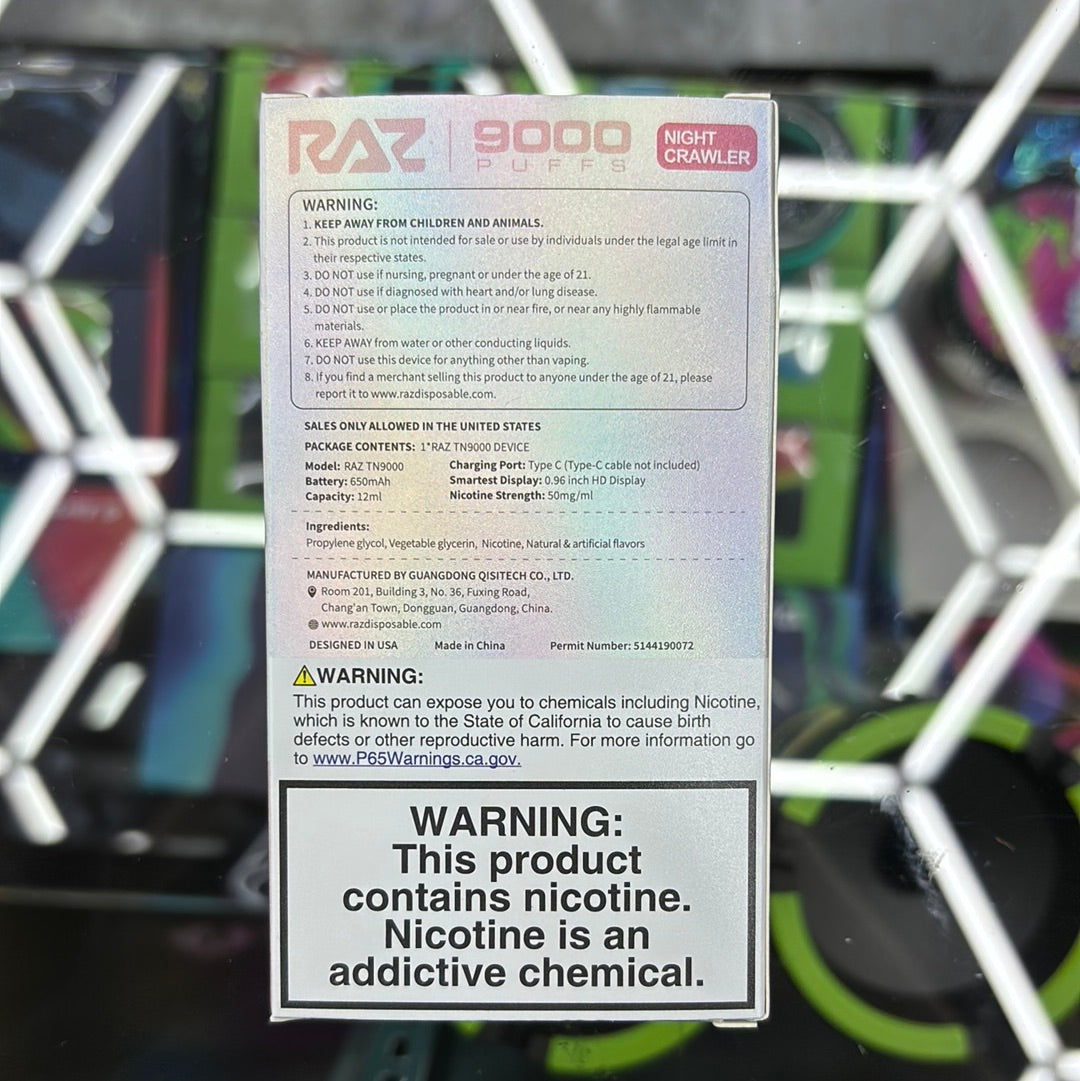 RAZ 9000 PUFFS NIGHT CRAWLER
WARNING:
1. KEEP AWAY FROM CHILDREN AND ANIMALS.
2. This product is not intended for sale or use by individuals under the legal age limit in
their respective states.
3. DO NOT use if nursing, pregnant or under the age of 21.
4. DO NOT use if diagnosed with heart and/or lung disease.
5. DO NOT use or place the product in or near fire, or near any highly flammable
materials.
6. KEEP AWAY from water or other conducting liquids.
7. DO NOT use this device for anything other than vaping.
8. If you find a merchant selling this product to anyone under the age of 21, please
report it to www.razdisposable.com.
SALES ONLY ALLOWED IN THE UNITED STATES
PACKAGE CONTENTS: 1*RAZ TN9000 DEVICE
Model: RAZ TN9000 Charging Port: Type C (Type-C cable not included)
Battery: 650mAh Smartest Display: 0.96 inch HD Display
Capacity: 12ml Nicotine Strength: 50mg/ml
Ingredients:
Propylene glycol, Vegetable glycerin, Nicotine, Natural & artificial flavors
MANUFACTURED BY GUANGDONG QISITECH CO., LTD.
Room 201, Building 3, No. 36, Fuxing Road,
Chang'an Town, Dongguan, Guangdong, China.
www.razdisposable.com
DESIGNED IN USA Made in China Permit Number: 5144190072
WARNING:
This product can expose you to chemicals including Nicotine,
which is known to the State of California to cause birth
defects or other reproductive harm. For more information go
to www.P65Warnings.ca.gov.
WARNING:
This product
contains nicotine.
Nicotine is an
addictive chemical.